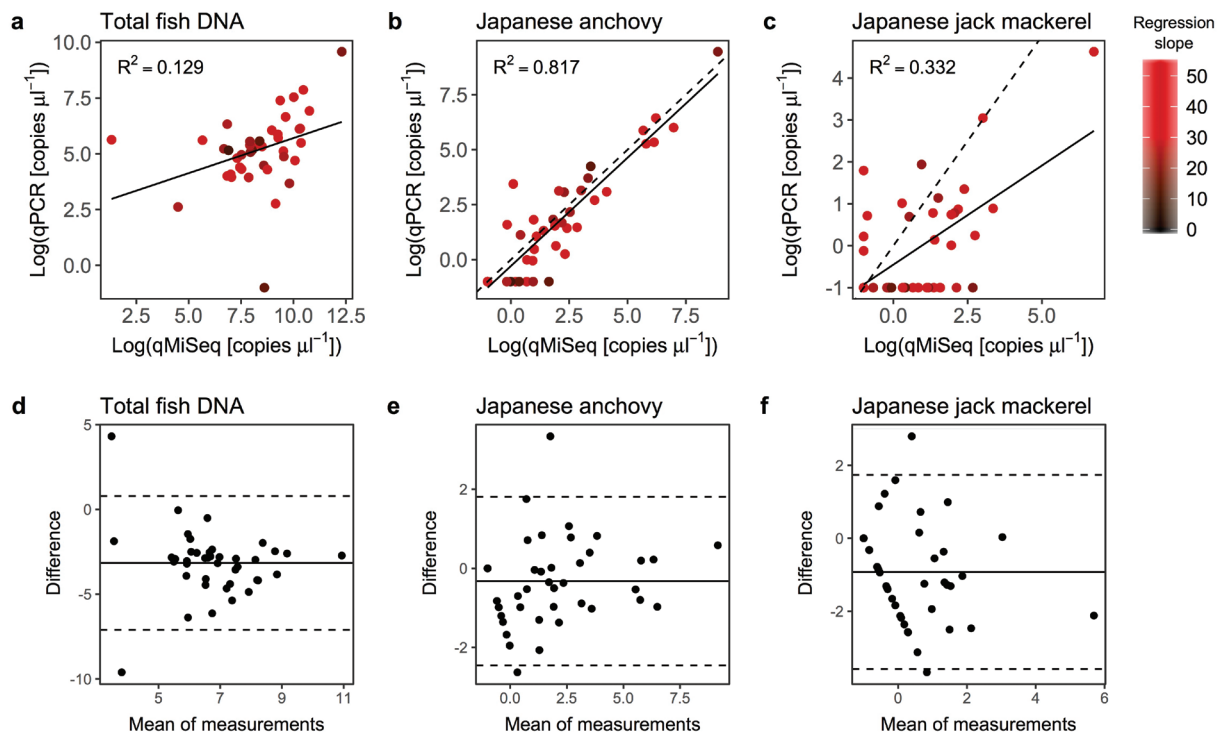 a Total fish DNA
R² = 0.129
Log(qPCR [copies µl⁻¹])
10.0
7.5
5.0
2.5
0.0
2.5 5.0 7.5 10.0 12.5
Log(qMiSeq [copies µl⁻¹])
b Japanese anchovy
R² = 0.817
Log(qPCR [copies µl⁻¹])
7.5
5.0
2.5
0.0
0.0 2.5 5.0 7.5
Log(qMiSeq [copies µl⁻¹])
c Japanese jack mackerel
R² = 0.332
Log(qPCR [copies µl⁻¹])
4
3
2
1
0
-1
0.0 2.5 5.0
Log(qMiSeq [copies µl⁻¹])
Regression
slope
50
40
30
20
10
0
d Total fish DNA
Difference
5
0
-5
-10
5 7 9 11
Mean of measurements
e Japanese anchovy
Difference
2
0
-2
0.0 2.5 5.0 7.5
Mean of measurements
f Japanese jack mackerel
Difference
2
0
-2
0 2 4 6
Mean of measurements